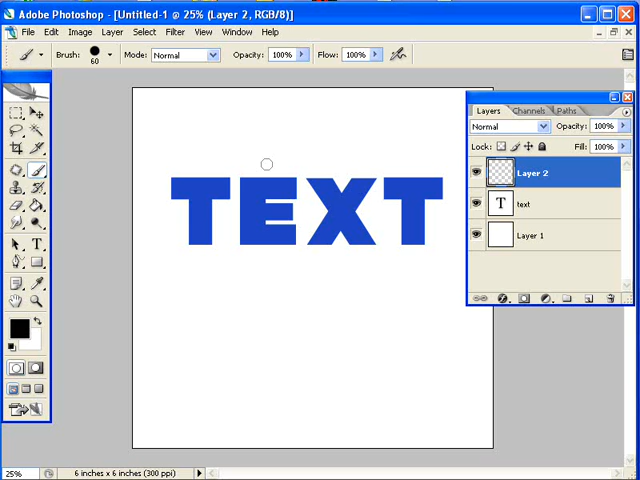 Adobe Photoshop - [Untitled-1 @ 25% (Layer 2, RGB/8)]
File Edit Image Layer Select Filter View Window Help
Brush: 60 Mode: Normal Opacity: 100% Flow: 100%
Layers Channels Paths
Normal Opacity: 100%
Lock: Fill: 100%
Layer 2
T text
Layer 1
TEXT
T
25% 6 inches x 6 inches (300 ppi)